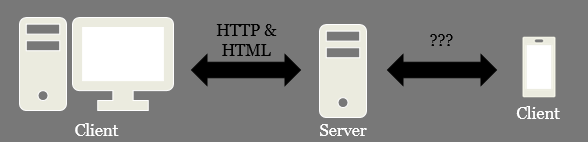 HTTP &
HTML
???
Client
Server
Client